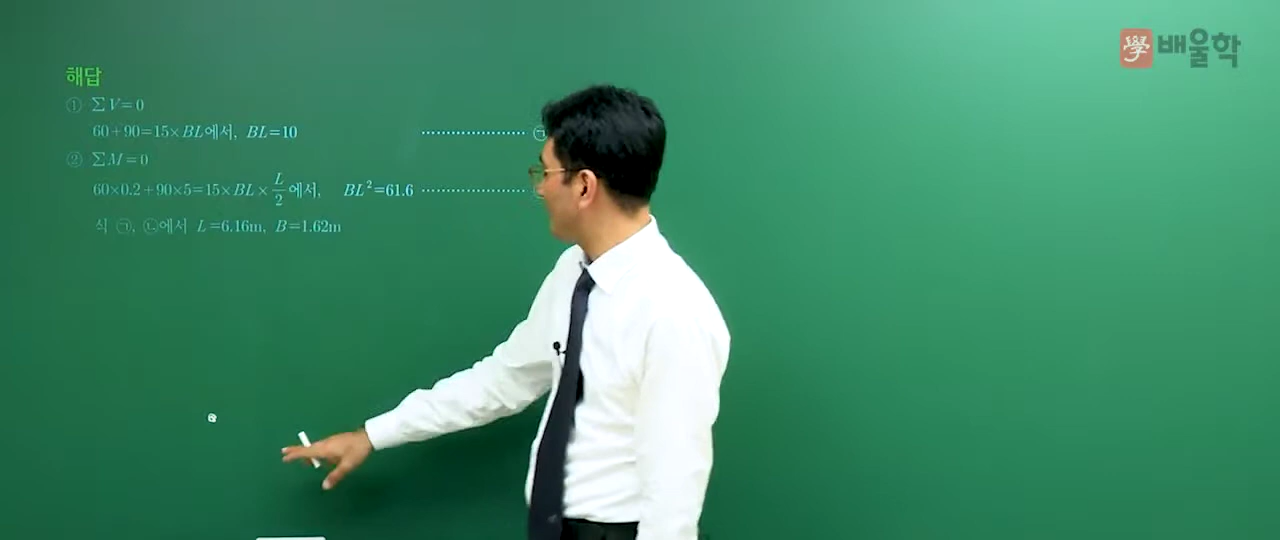 學 배울학
해답
① ∑V=0
60+90=15×BL에서, BL=10 ㉠
② ∑M=0
60×0.2+90×5=15×BL×L/2에서, BL²=61.6
식 ㉠, ㉡에서 L=6.16m, B=1.62m